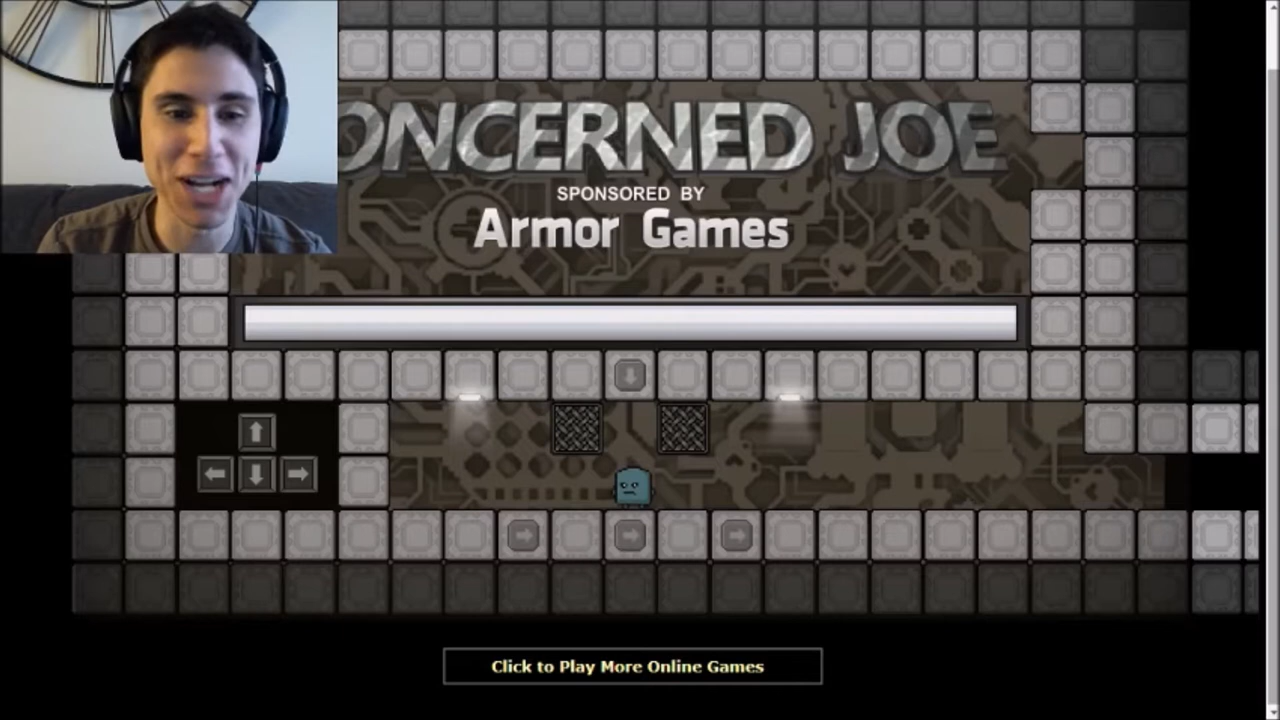 ONCERNED JOE
SPONSORED BY
Armor Games
Click to Play More Online Games